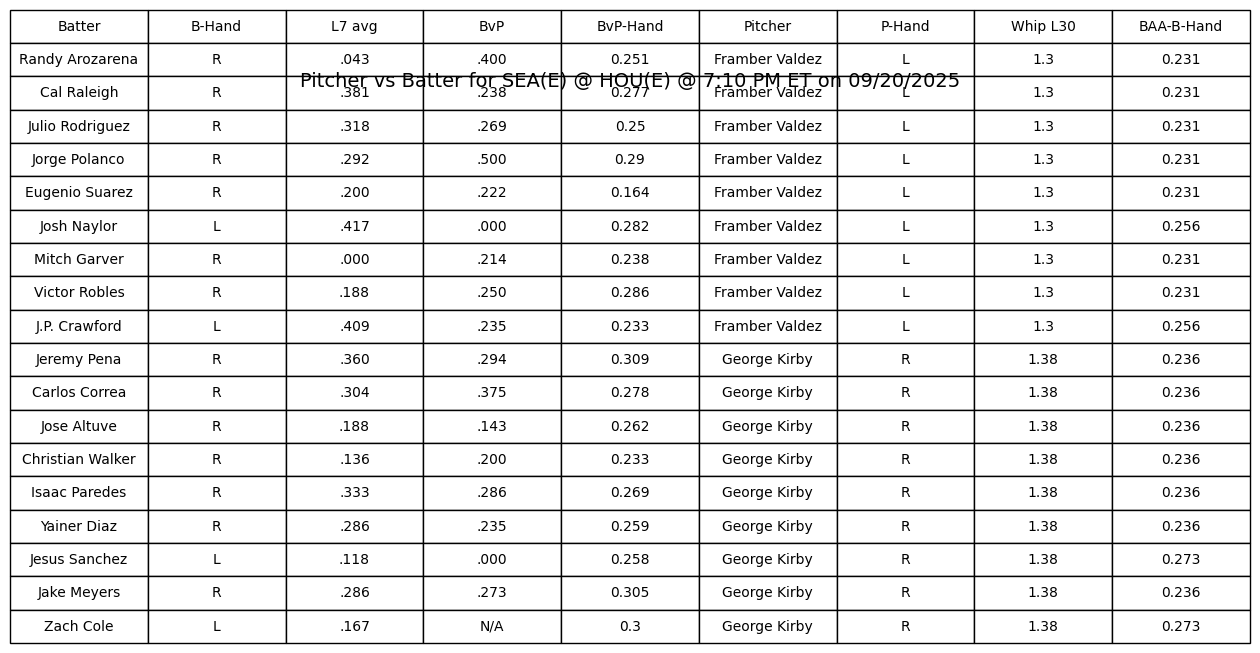 Batter B-Hand L7 avg BvP BvP-Hand Pitcher P-Hand Whip L30 BAA-B-Hand
Randy Arozarena R .043 .400 0.251 Framber Valdez L 1.3 0.231
Pitcher vs Batter for SEA(E) @ HOU(E) @ 7:10 PM ET on 09/20/2025
Cal Raleigh R .381 .238 0.277 Framber Valdez L 1.3 0.231
Julio Rodriguez R .318 .269 0.25 Framber Valdez L 1.3 0.231
Jorge Polanco R .292 .500 0.29 Framber Valdez L 1.3 0.231
Eugenio Suarez R .200 .222 0.164 Framber Valdez L 1.3 0.231
Josh Naylor L .417 .000 0.282 Framber Valdez L 1.3 0.256
Mitch Garver R .000 .214 0.238 Framber Valdez L 1.3 0.231
Victor Robles R .188 .250 0.286 Framber Valdez L 1.3 0.231
J.P. Crawford L .409 .235 0.233 Framber Valdez L 1.3 0.256
Jeremy Pena R .360 .294 0.309 George Kirby R 1.38 0.236
Carlos Correa R .304 .375 0.278 George Kirby R 1.38 0.236
Jose Altuve R .188 .143 0.262 George Kirby R 1.38 0.236
Christian Walker R .136 .200 0.233 George Kirby R 1.38 0.236
Isaac Paredes R .333 .286 0.269 George Kirby R 1.38 0.236
Yainer Diaz R .286 .235 0.259 George Kirby R 1.38 0.236
Jesus Sanchez L .118 .000 0.258 George Kirby R 1.38 0.273
Jake Meyers R .286 .273 0.305 George Kirby R 1.38 0.236
Zach Cole L .167 N/A 0.3 George Kirby R 1.38 0.273